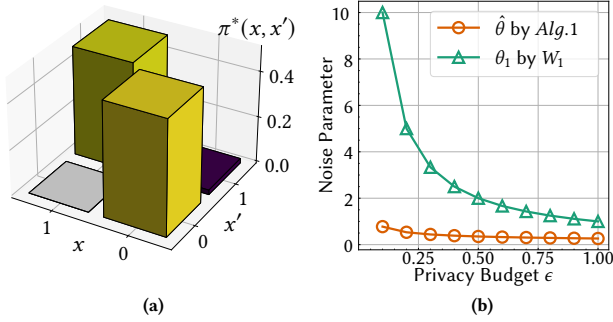 π*(x, x′)
0.4
0.2
0.0
1
x
0
0
x′
1
(a)
θ̂ by Alg.1
θ₁ by W₁
Noise Parameter
10
8
6
4
2
0
0.25 0.50 0.75 1.00
Privacy Budget ϵ
(b)